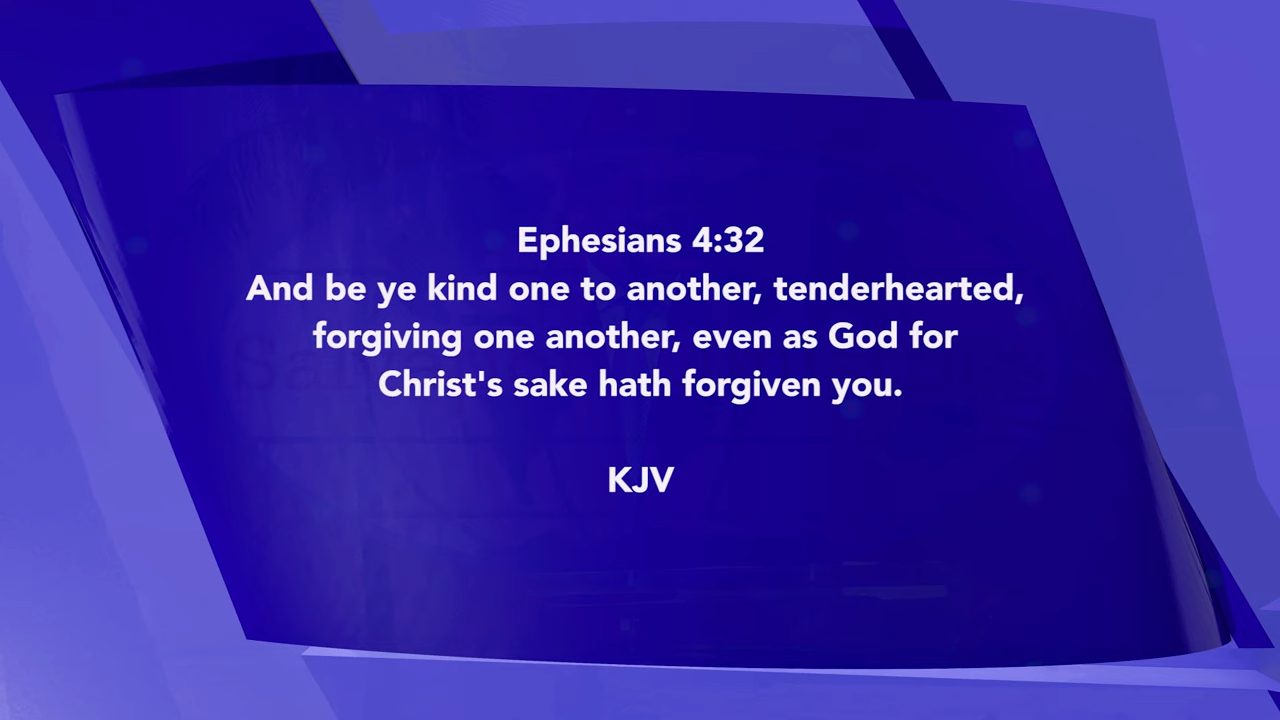 Ephesians 4:32
And be ye kind one to another, tenderhearted,
forgiving one another, even as God for
Christ's sake hath forgiven you.
KJV